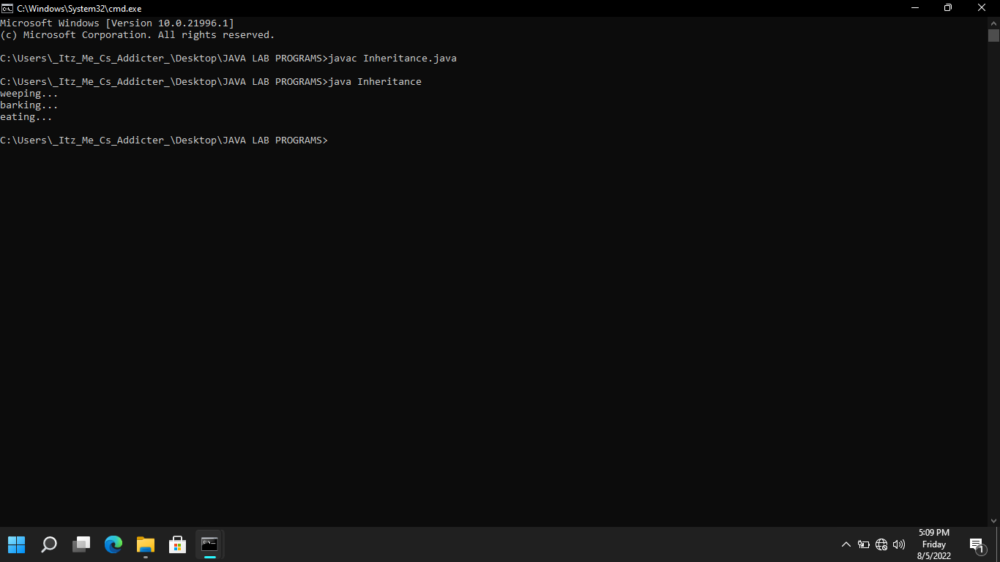 C:\Windows\System32\cmd.exe
Microsoft Windows [Version 10.0.21996.1]
(c) Microsoft Corporation. All rights reserved.
C:\Users\_Itz_Me_Cs_Addicter_\Desktop\JAVA LAB PROGRAMS>javac Inheritance.java
C:\Users\_Itz_Me_Cs_Addicter_\Desktop\JAVA LAB PROGRAMS>java Inheritance
weeping...
barking...
eating...
C:\Users\_Itz_Me_Cs_Addicter_\Desktop\JAVA LAB PROGRAMS>
5:09 PM
Friday
8/5/2022
1